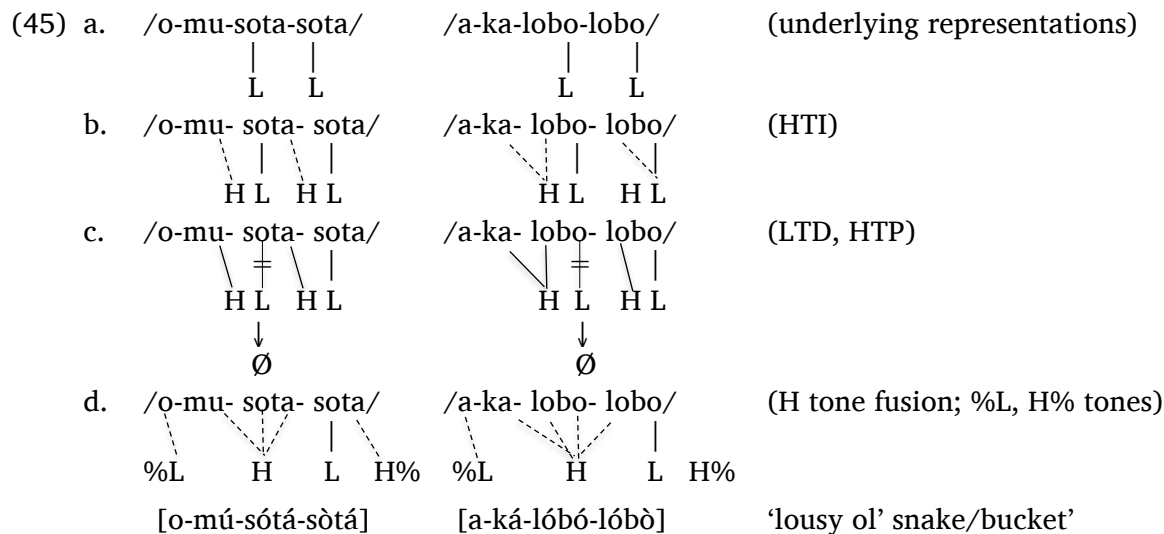 (45) a. /o-mu-sota-sota/ /a-ka-lobo-lobo/ (underlying representations)
L L L L
b. /o-mu- sota- sota/ /a-ka- lobo- lobo/ (HTI)
H L H L H L H L
c. /o-mu- sota- sota/ /a-ka- lobo- lobo/ (LTD, HTP)
H L H L H L H L
Ø Ø
d. /o-mu- sota- sota/ /a-ka- lobo- lobo/ (H tone fusion; %L, H% tones)
%L H L H% %L H L H%
[o-mú-sótá-sòtá] [a-ká-lóbó-lóbò] ‘lousy ol’ snake/bucket’